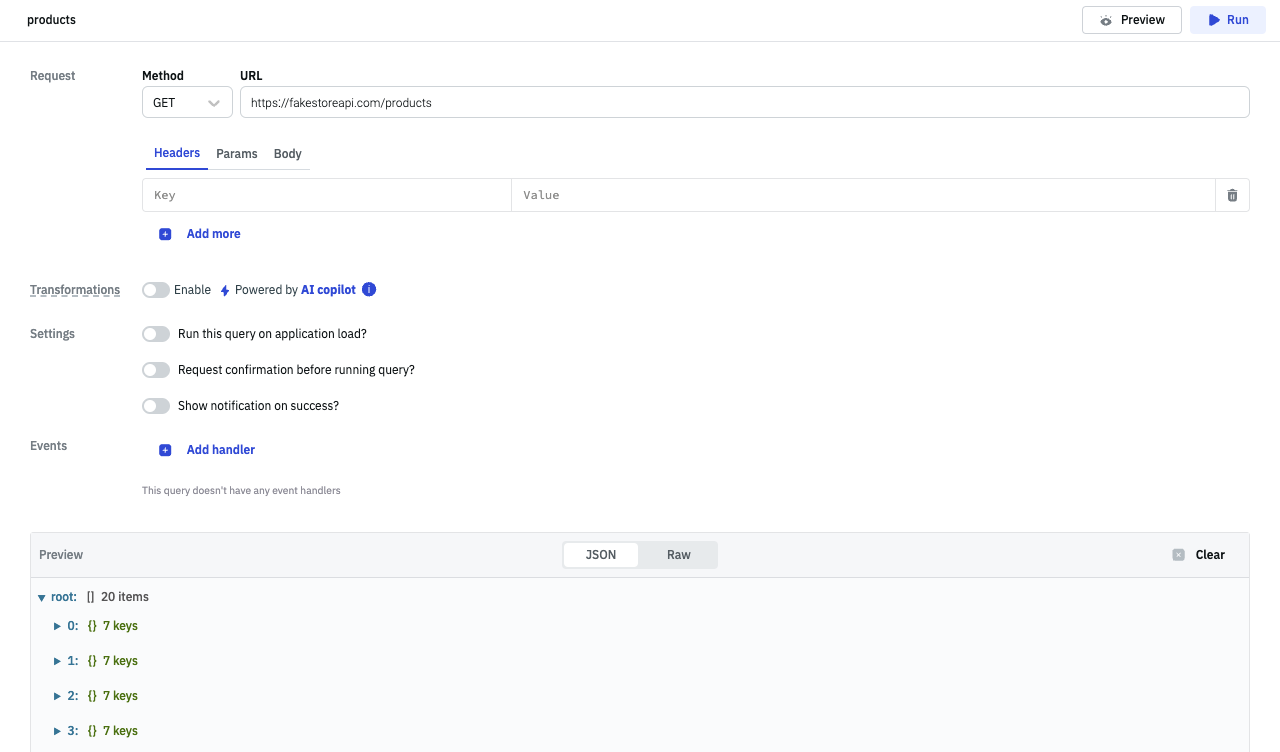 products
Preview
Run
Request
Method
URL
GET
https://fakestoreapi.com/products
Headers
Params
Body
Key
Value
Add more
Transformations
Enable
Powered by AI copilot
Settings
Run this query on application load?
Request confirmation before running query?
Show notification on success?
Events
Add handler
This query doesn't have any event handlers
Preview
JSON
Raw
Clear
root: [] 20 items
0: {} 7 keys
1: {} 7 keys
2: {} 7 keys
3: {} 7 keys